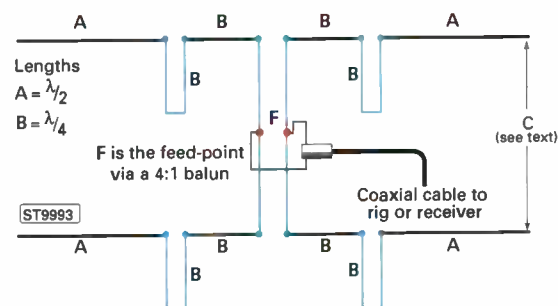 A B B A
Lengths
A = λ/2
B = λ/4
B
B
F
C
(see text)
F is the feed-point
via a 4:1 balun
Coaxial cable to
rig or receiver
ST9993
A B B A
B
B